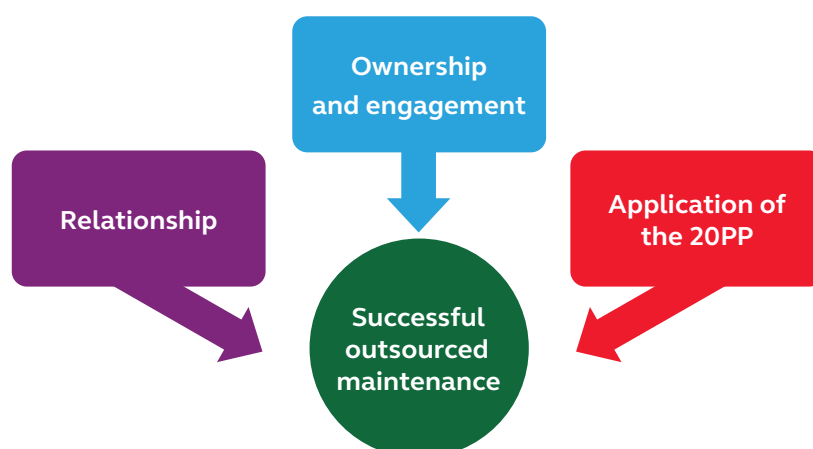 Ownership
and engagement
Relationship
Application of
the 20PP
Successful
outsourced
maintenance